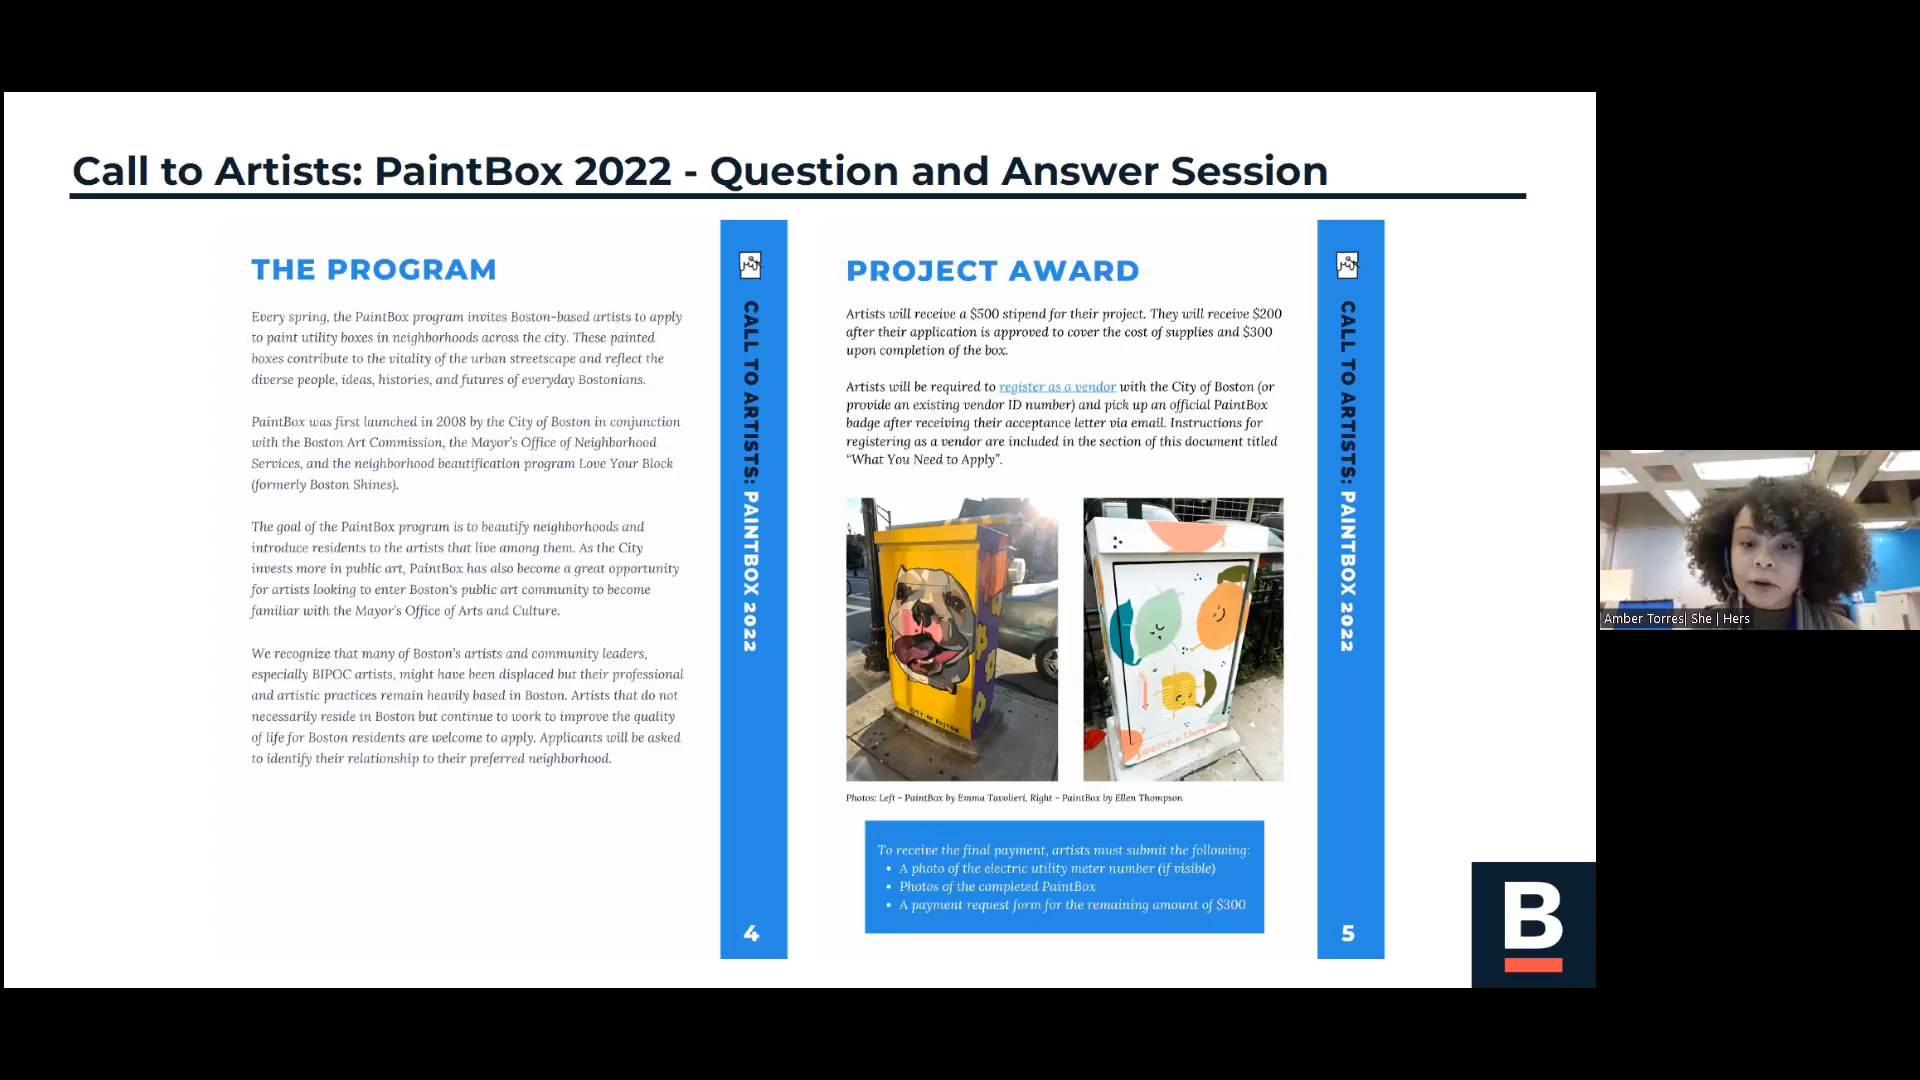 Call to Artists: PaintBox 2022 - Question and Answer Session
THE PROGRAM
Every spring, the PaintBox program invites Boston-based artists to apply
to paint utility boxes in neighborhoods across the city. These painted
boxes contribute to the vitality of the urban streetscape and reflect the
diverse people, ideas, histories, and futures of everyday Bostonians.
PaintBox was first launched in 2008 by the City of Boston in conjunction
with the Boston Art Commission, the Mayor's Office of Neighborhood
Services, and the neighborhood beautification program Love Your Block
(formerly Boston Shines).
The goal of the PaintBox program is to beautify neighborhoods and
introduce residents to the artists that live among them. As the City
invests more in public art, PaintBox has also become a great opportunity
for artists looking to enter Boston's public art community to become
familiar with the Mayor's Office of Arts and Culture.
We recognize that many of Boston's artists and community leaders,
especially BIPOC artists, might have been displaced but their professional
and artistic practices remain heavily based in Boston. Artists that do not
necessarily reside in Boston but continue to work to improve the quality
of life for Boston residents are welcome to apply. Applicants will be asked
to identify their relationship to their preferred neighborhood.
CALL TO ARTISTS: PAINTBOX 2022
4
PROJECT AWARD
Artists will receive a $500 stipend for their project. They will receive $200
after their application is approved to cover the cost of supplies and $300
upon completion of the box.
Artists will be required to register as a vendor with the City of Boston (or
provide an existing vendor ID number) and pick up an official PaintBox
badge after receiving their acceptance letter via email. Instructions for
registering as a vendor are included in the section of this document titled
“What You Need to Apply”.
CITY OF BOSTON
Photos: Left - PaintBox by Emma Tavolieri, Right - PaintBox by Ellen Thompson
To receive the final payment, artists must submit the following:
• A photo of the electric utility meter number (if visible)
• Photos of the completed PaintBox
• A payment request form for the remaining amount of $300
CALL TO ARTISTS: PAINTBOX 2022
5
B
Amber Torres| She | Hers